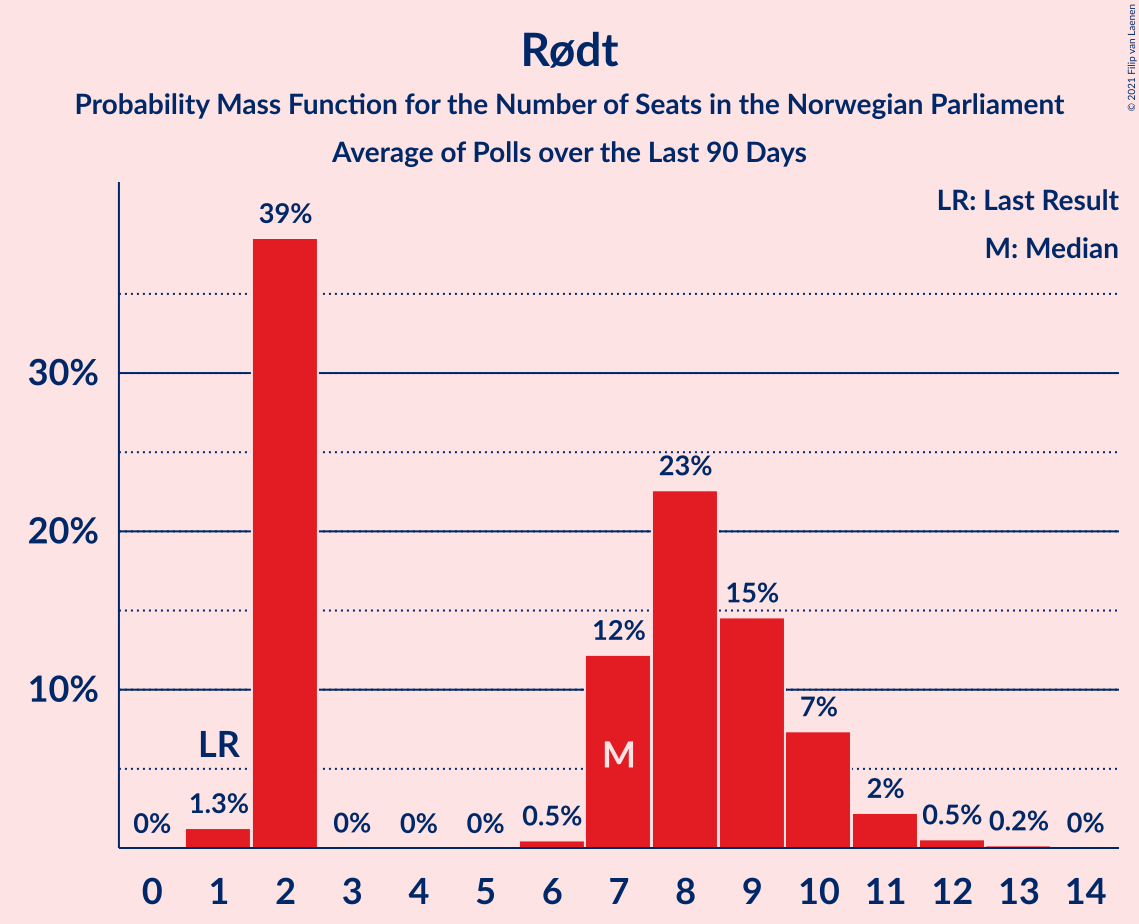 Rødt
Probability Mass Function for the Number of Seats in the Norwegian Parliament
Average of Polls over the Last 90 Days
© 2021 Filip van Laenen
LR: Last Result
M: Median
39%
30%
23%
20%
15%
12%
10%
7%
LR
M
2%
1.3%
0%
0%
0%
0%
0.5%
0.5%
0.2%
0%
0 1 2 3 4 5 6 7 8 9 10 11 12 13 14